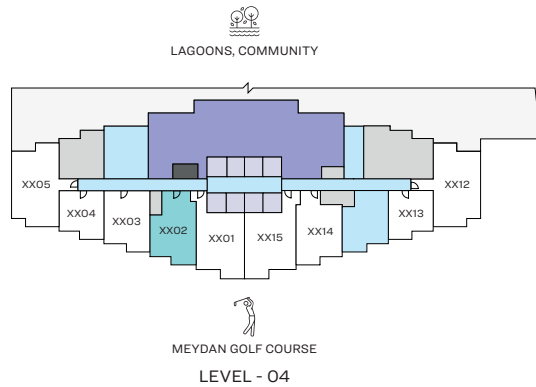 LAGOONS, COMMUNITY
XX05
XX12
XX04
XX03
XX02
XX01
XX15
XX14
XX13
MEYDAN GOLF COURSE
LEVEL - 04